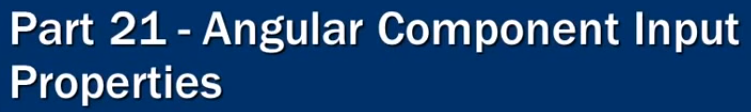 Part 21 - Angular Component Input
Properties